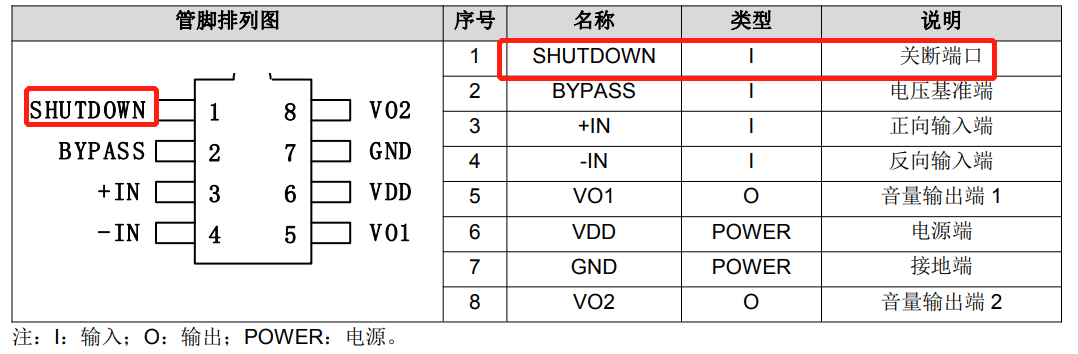 管脚排列图 序号 名称 类型 说明
SHUTDOWN 1 8 VO2
BYPASS 2 7 GND
+IN 3 6 VDD
-IN 4 5 VO1
1 SHUTDOWN I 关断端口
2 BYPASS I 电压基准端
3 +IN I 正向输入端
4 -IN I 反向输入端
5 VO1 O 音量输出端 1
6 VDD POWER 电源端
7 GND POWER 接地端
8 VO2 O 音量输出端 2
注：I：输入；O：输出；POWER：电源。